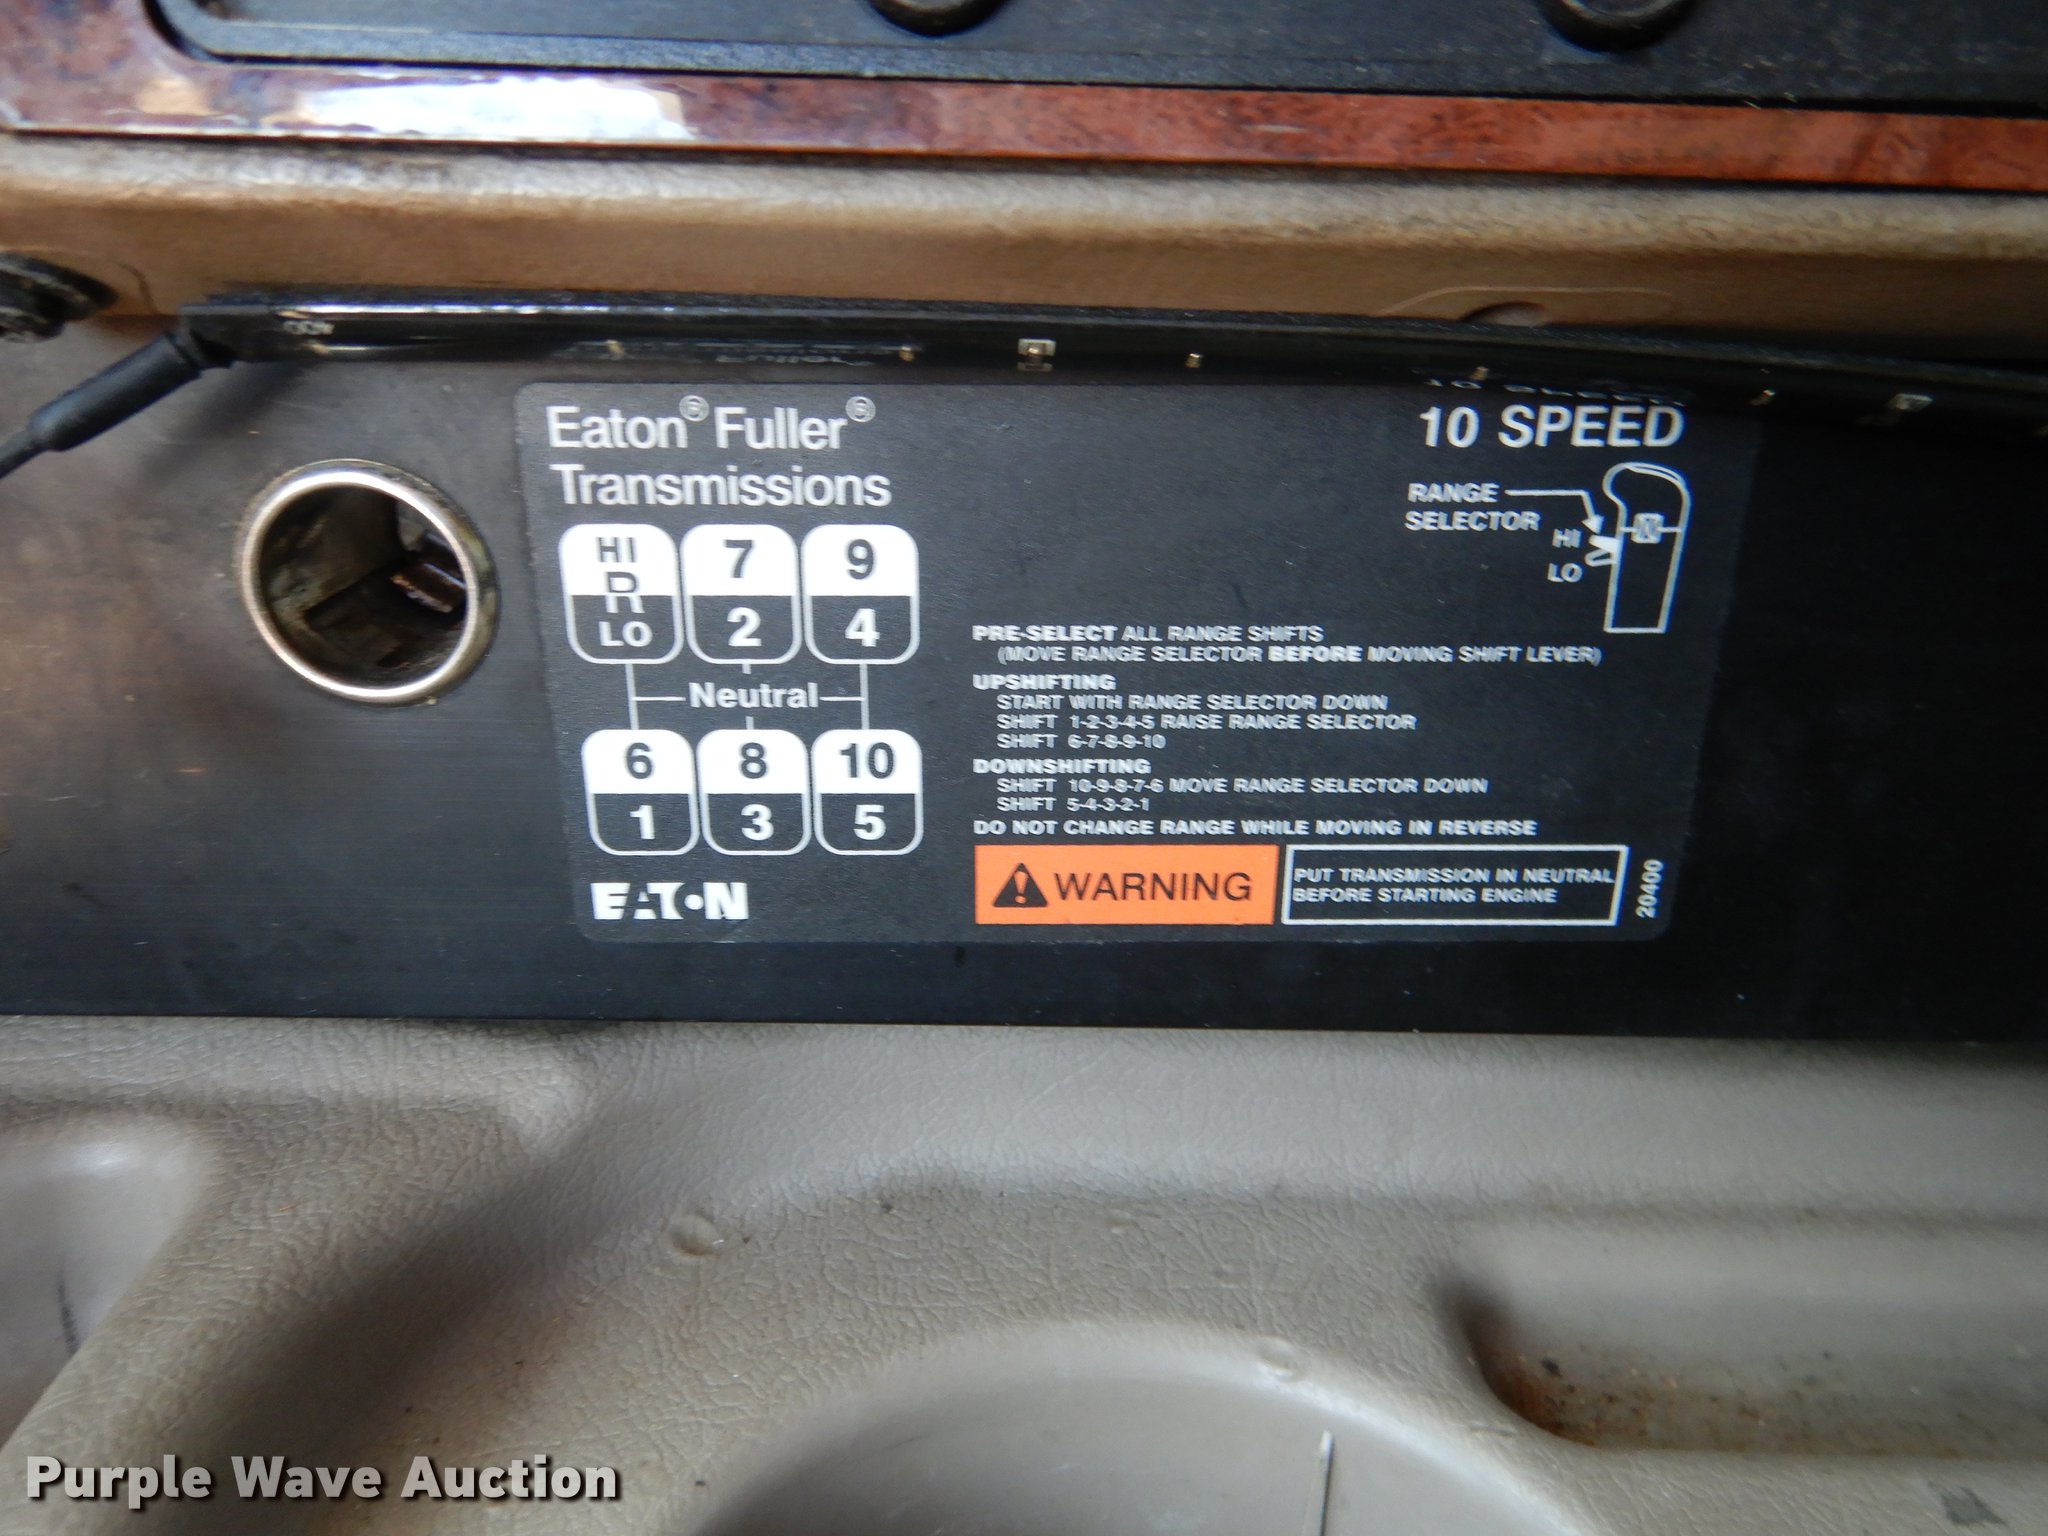 Eaton® Fuller®
Transmissions
10 SPEED
RANGE
SELECTOR
HI
LO
HI
R
LO
7
2
9
4
Neutral
6
1
8
3
10
5
EATON
PRE-SELECT ALL RANGE SHIFTS
(MOVE RANGE SELECTOR BEFORE MOVING SHIFT LEVER)
UPSHIFTING
START WITH RANGE SELECTOR DOWN
SHIFT 1-2-3-4-5 RAISE RANGE SELECTOR
SHIFT 6-7-8-9-10
DOWNSHIFTING
SHIFT 10-9-8-7-6 MOVE RANGE SELECTOR DOWN
SHIFT 5-4-3-2-1
DO NOT CHANGE RANGE WHILE MOVING IN REVERSE
WARNING
PUT TRANSMISSION IN NEUTRAL
BEFORE STARTING ENGINE
20400
Purple Wave Auction